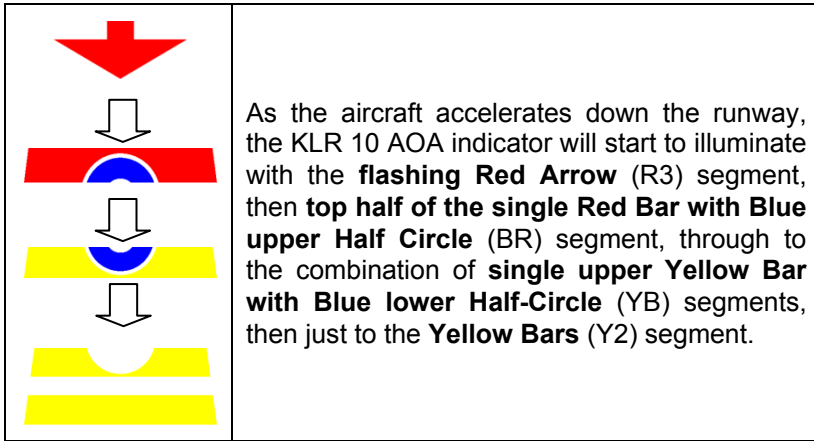 As the aircraft accelerates down the runway,
the KLR 10 AOA indicator will start to illuminate
with the flashing Red Arrow (R3) segment,
then top half of the single Red Bar with Blue
upper Half Circle (BR) segment, through to
the combination of single upper Yellow Bar
with Blue lower Half-Circle (YB) segments,
then just to the Yellow Bars (Y2) segment.